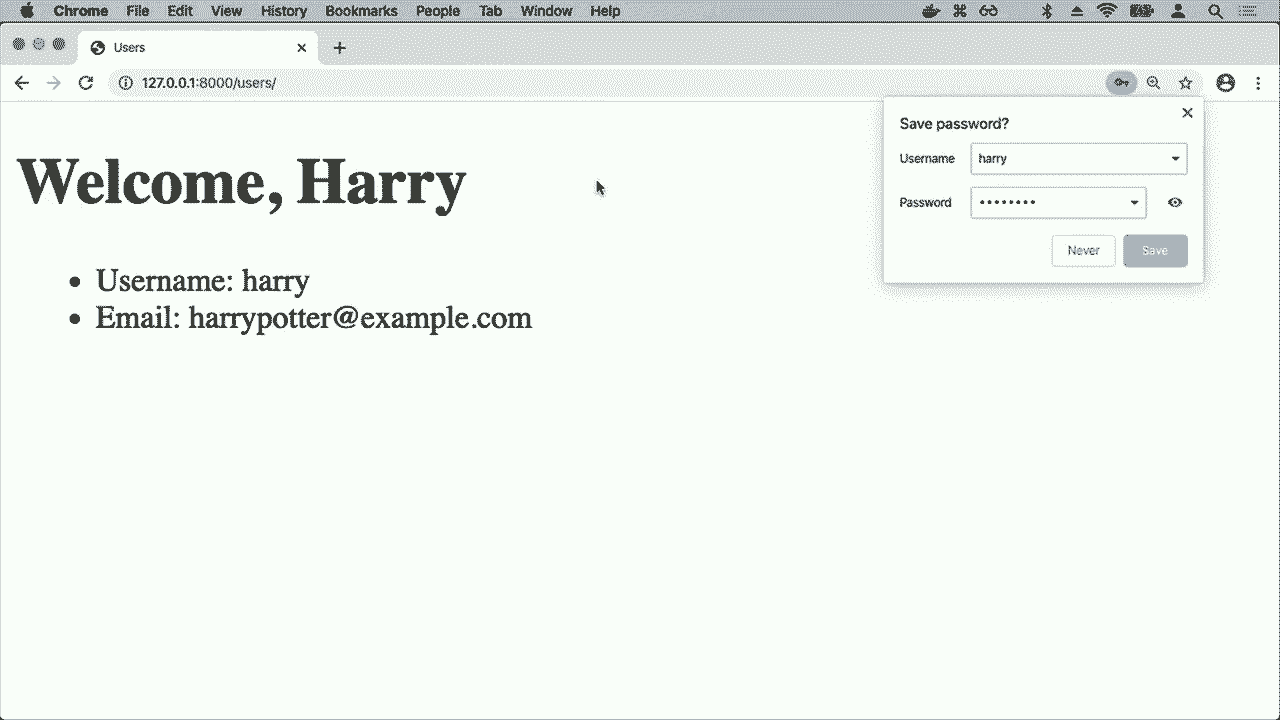 Chrome File Edit View History Bookmarks People Tab Window Help
Users
127.0.0.1:8000/users/
Save password?
Username harry
Password ••••••••
Never Save
Welcome, Harry
• Username: harry
• Email: harrypotter@example.com